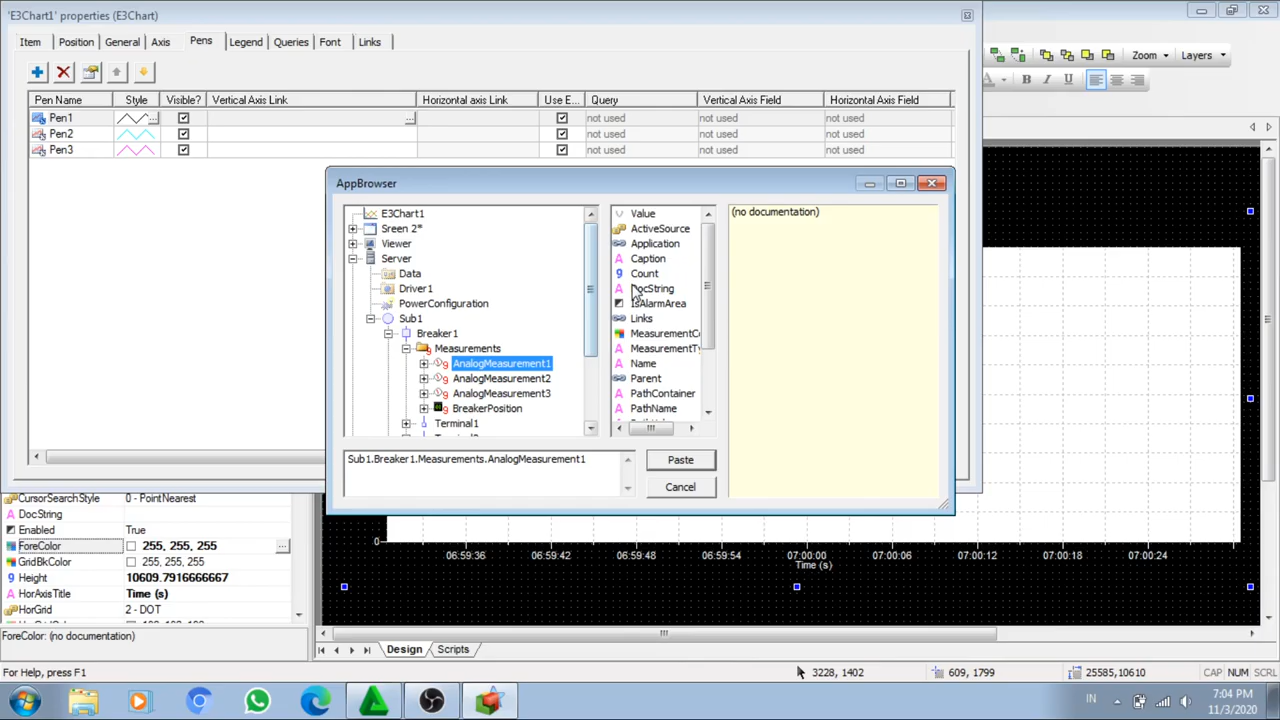 'E3Chart1' properties (E3Chart)
Item Position General Axis Pens Legend Queries Font Links
Zoom Layers
A B I U
Pen Name Style Visible? Vertical Axis Link Horizontal axis Link Use E... Query Vertical Axis Field Horizontal Axis Field
Pen1 ... ... not used not used not used
Pen2 not used not used not used
Pen3 not used not used not used
AppBrowser
E3Chart1
Sreen 2*
Viewer
Server
Data
Driver1
PowerConfiguration
Sub1
Breaker1
Measurements
AnalogMeasurement1
AnalogMeasurement2
AnalogMeasurement3
BreakerPosition
Terminal1
Value
ActiveSource
Application
Caption
Count
DocString
IsAlarmArea
Links
MeasurementCo
MeasurementTy
Name
Parent
PathContainer
PathName
(no documentation)
Sub1.Breaker1.Measurements.AnalogMeasurement1
Paste
Cancel
CursorSearchStyle 0 - PointNearest
DocString
Enabled True
ForeColor 255, 255, 255 ...
GridBkColor 255, 255, 255
Height 10609.7916666667
HorAxisTitle Time (s)
HorGrid 2 - DOT
ForeColor: (no documentation)
0
06:59:36 06:59:42 06:59:48 06:59:54 07:00:00 07:00:06 07:00:12 07:00:18 07:00:24
Time (s)
Design Scripts
For Help, press F1
3228, 1402 609, 1799 25585,10610 CAP NUM SCRL
IN
7:04 PM
11/3/2020